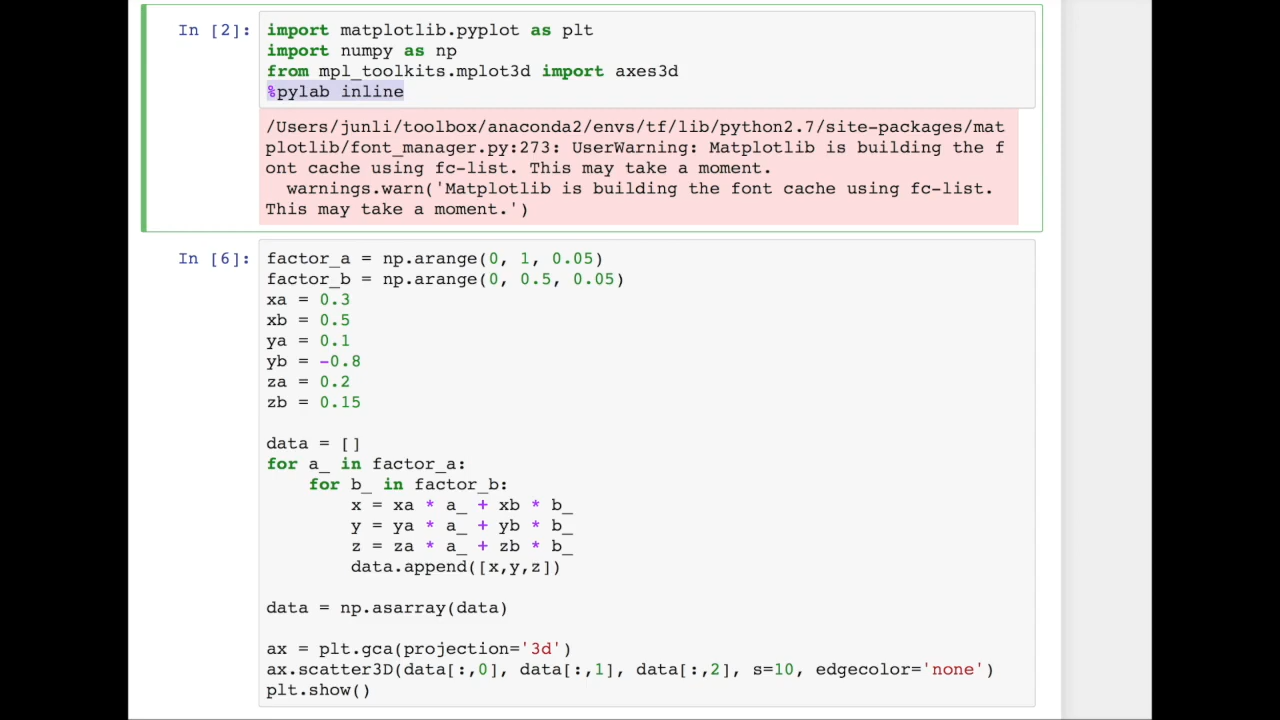 In [2]: import matplotlib.pyplot as plt
import numpy as np
from mpl_toolkits.mplot3d import axes3d
%pylab inline
/Users/junli/toolbox/anaconda2/envs/tf/lib/python2.7/site-packages/mat
plotlib/font_manager.py:273: UserWarning: Matplotlib is building the f
ont cache using fc-list. This may take a moment.
  warnings.warn('Matplotlib is building the font cache using fc-list.
This may take a moment.')
In [6]: factor_a = np.arange(0, 1, 0.05)
factor_b = np.arange(0, 0.5, 0.05)
xa = 0.3
xb = 0.5
ya = 0.1
yb = -0.8
za = 0.2
zb = 0.15
data = []
for a_ in factor_a:
    for b_ in factor_b:
        x = xa * a_ + xb * b_
        y = ya * a_ + yb * b_
        z = za * a_ + zb * b_
        data.append([x,y,z])
data = np.asarray(data)
ax = plt.gca(projection='3d')
ax.scatter3D(data[:,0], data[:,1], data[:,2], s=10, edgecolor='none')
plt.show()